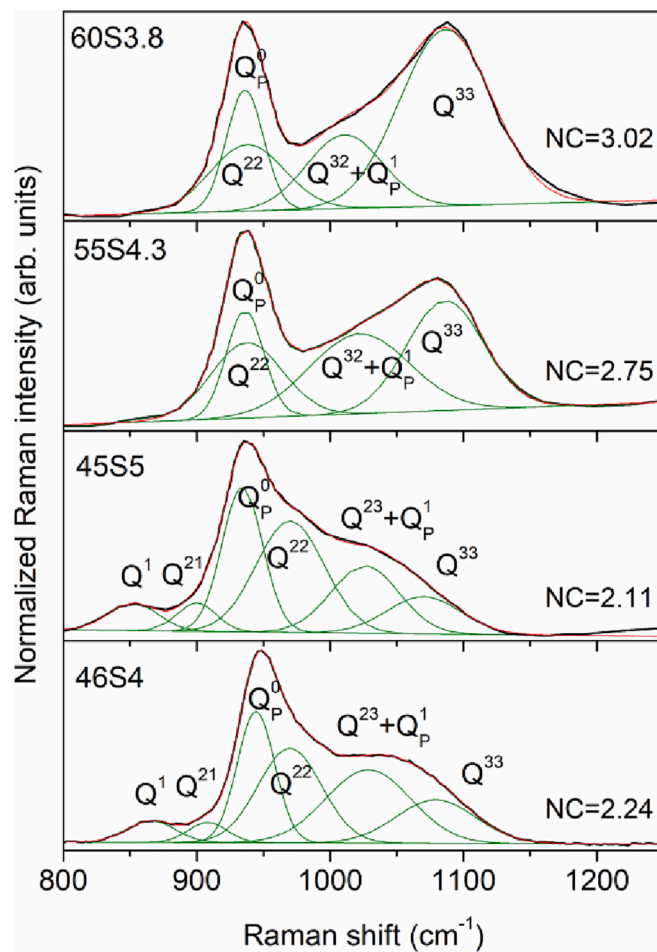 Normalized Raman intensity (arb. units)
60S3.8
Q⁰P
Q²²
Q³²+Q¹P
Q³³
NC=3.02
55S4.3
Q⁰P
Q²²
Q³²+Q¹P
Q³³
NC=2.75
45S5
Q¹
Q²¹
Q⁰P
Q²²
Q²³+Q¹P
Q³³
NC=2.11
46S4
Q¹
Q²¹
Q⁰P
Q²²
Q²³+Q¹P
Q³³
NC=2.24
800 900 1000 1100 1200
Raman shift (cm⁻¹)